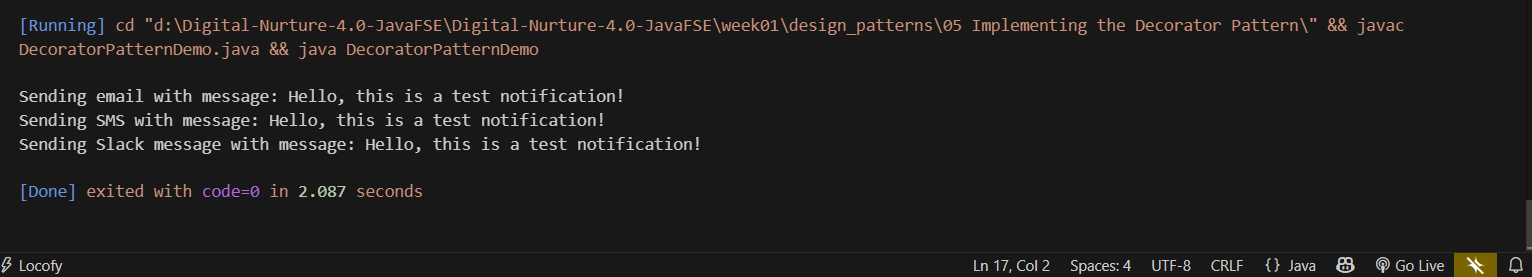 [Running] cd "d:\Digital-Nurture-4.0-JavaFSE\Digital-Nurture-4.0-JavaFSE\week01\design_patterns\05 Implementing the Decorator Pattern\" && javac
DecoratorPatternDemo.java && java DecoratorPatternDemo
Sending email with message: Hello, this is a test notification!
Sending SMS with message: Hello, this is a test notification!
Sending Slack message with message: Hello, this is a test notification!
[Done] exited with code=0 in 2.087 seconds
Locofy Ln 17, Col 2 Spaces: 4 UTF-8 CRLF {} Java Go Live